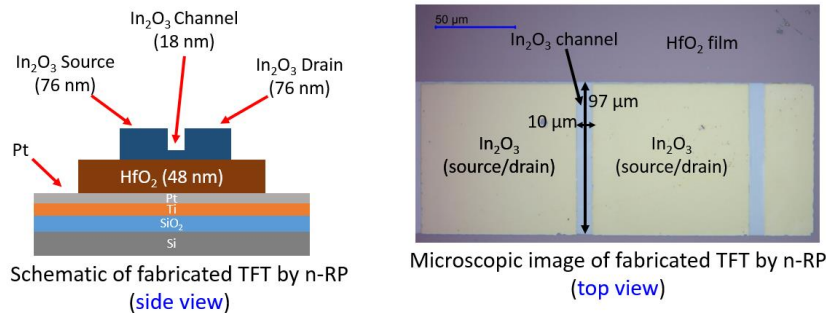 In₂O₃ Channel
(18 nm)
In₂O₃ Source
(76 nm)
In₂O₃ Drain
(76 nm)
Pt
HfO₂ (48 nm)
Pt
Ti
SiO₂
Si
Schematic of fabricated TFT by n-RP
(side view)
50 µm
In₂O₃ channel
HfO₂ film
97 µm
10 µm
In₂O₃
(source/drain)
In₂O₃
(source/drain)
Microscopic image of fabricated TFT by n-RP
(top view)